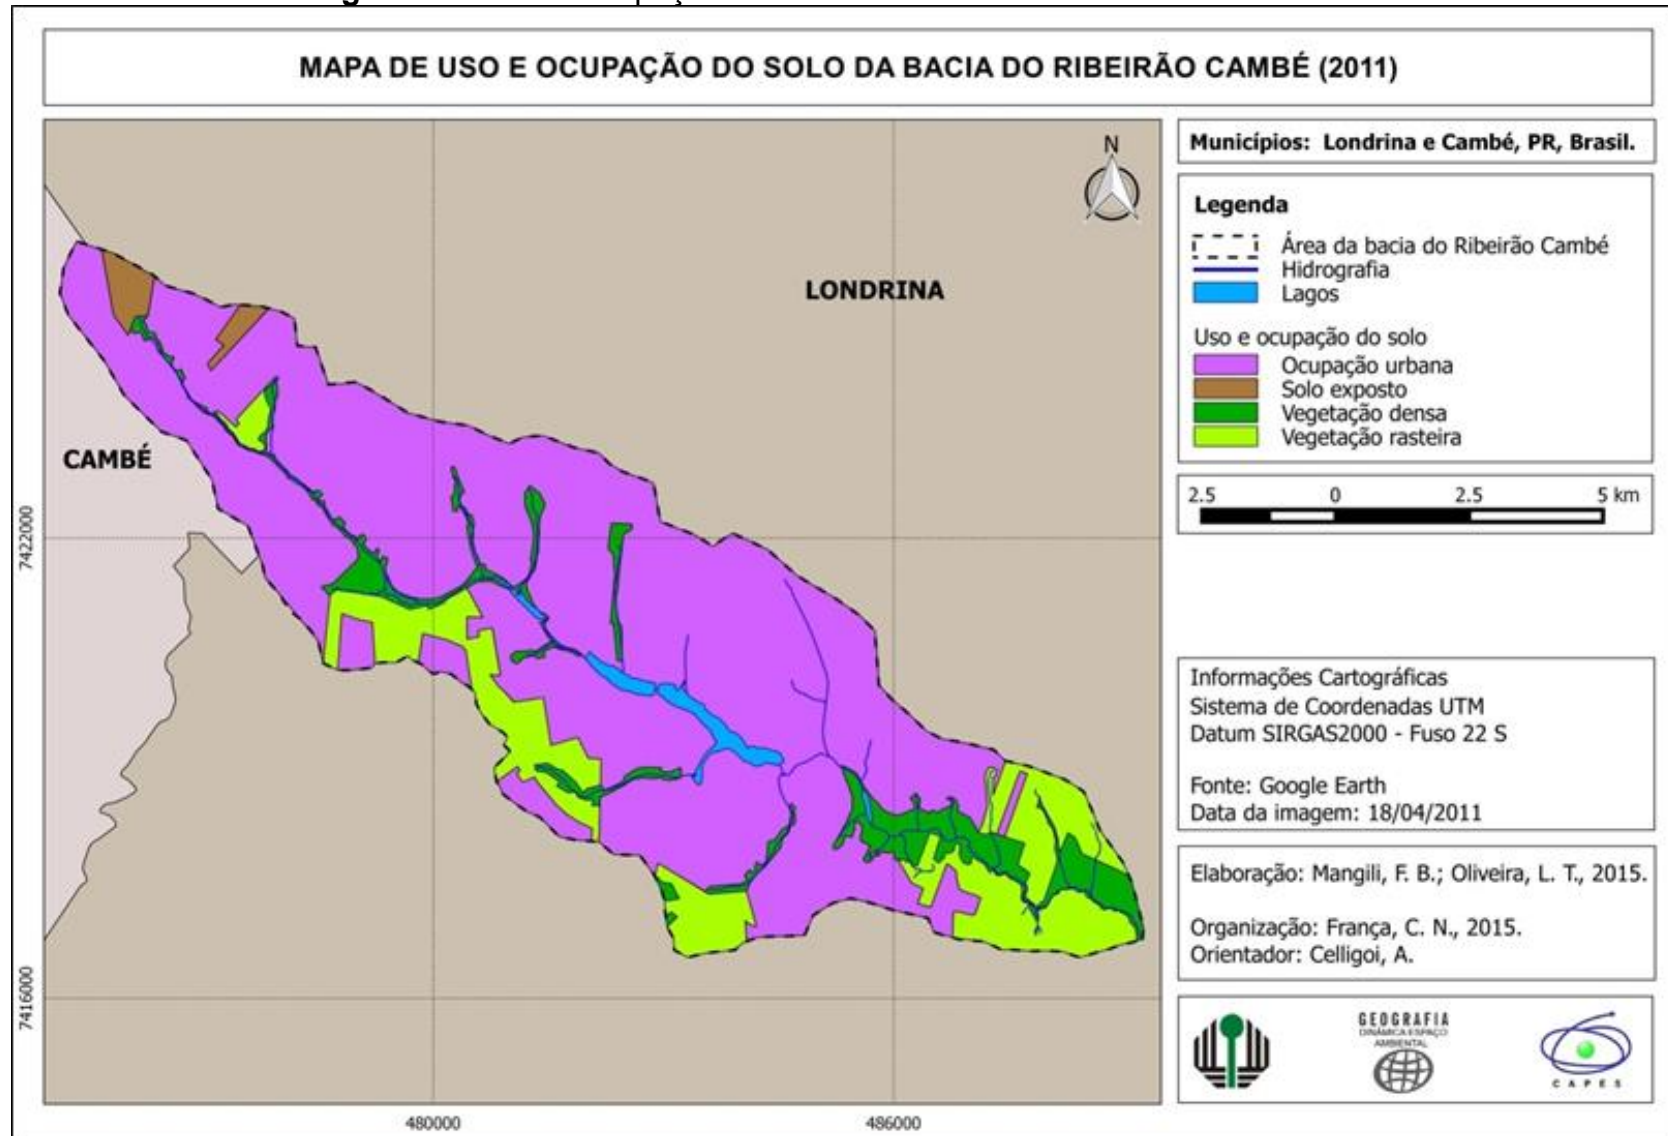 MAPA DE USO E OCUPAÇÃO DO SOLO DA BACIA DO RIBEIRÃO CAMBÉ (2011)
N
LONDRINA
CAMBÉ
7422000
7416000
480000
486000
Municípios: Londrina e Cambé, PR, Brasil.
Legenda
Área da bacia do Ribeirão Cambé
Hidrografia
Lagos
Uso e ocupação do solo
Ocupação urbana
Solo exposto
Vegetação densa
Vegetação rasteira
2.5 0 2.5 5 km
Informações Cartográficas
Sistema de Coordenadas UTM
Datum SIRGAS2000 - Fuso 22 S
Fonte: Google Earth
Data da imagem: 18/04/2011
Elaboração: Mangili, F. B.; Oliveira, L. T., 2015.
Organização: França, C. N., 2015.
Orientador: Celligoi, A.
GEOGRAFIA
DINÂMICA ESPAÇO
AMBIENTAL
CAPES